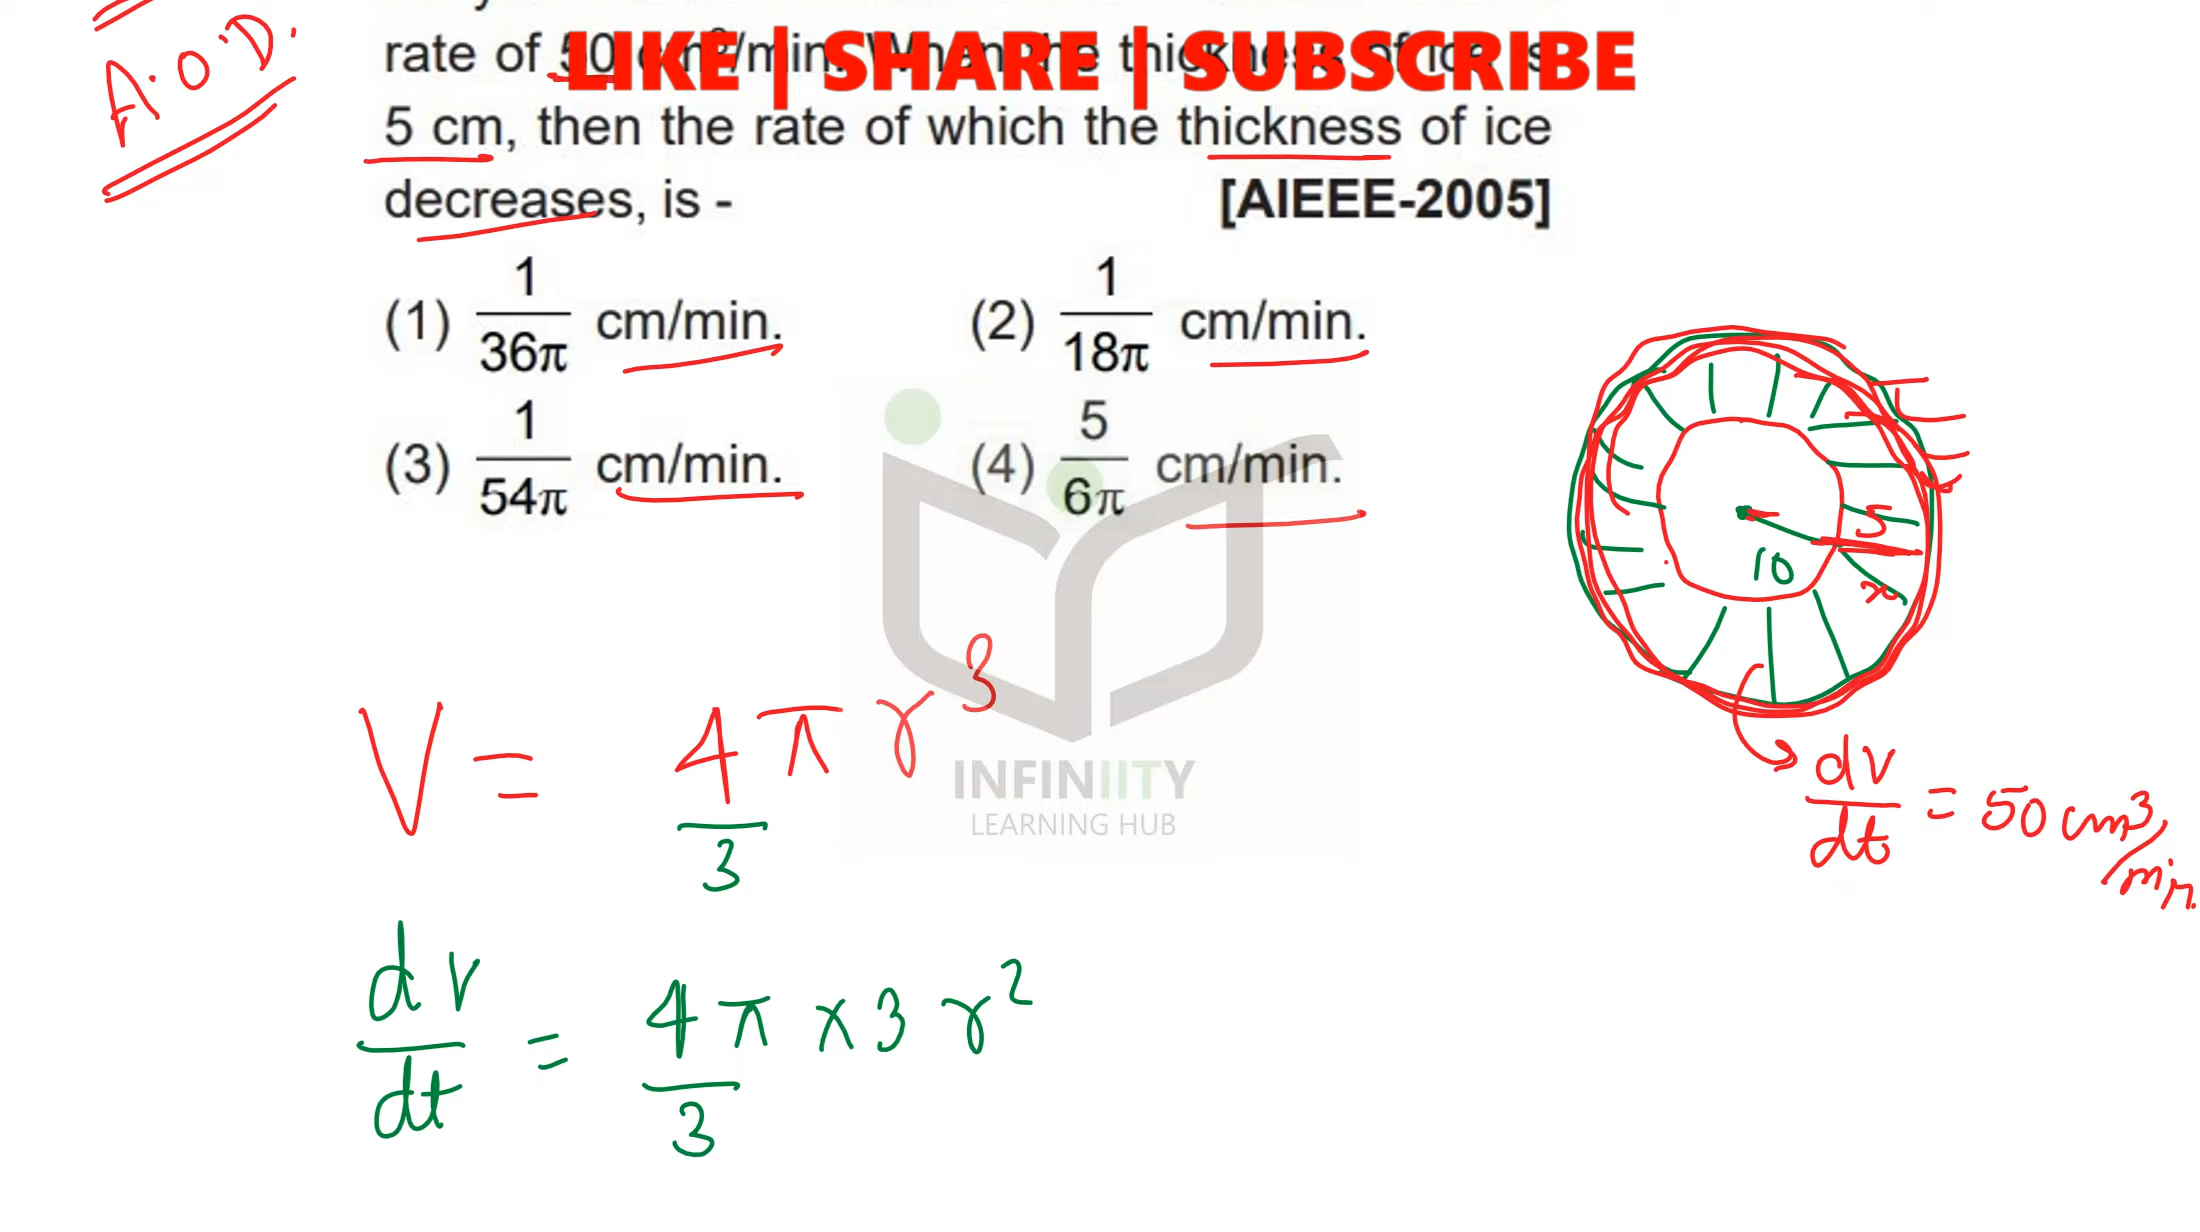 A.O.D.
rate of 50 cm³/min. When the thickness of ice is
LIKE | SHARE | SUBSCRIBE
5 cm, then the rate of which the thickness of ice
decreases, is - [AIEEE-2005]
(1) 1/36π cm/min. (2) 1/18π cm/min.
(3) 1/54π cm/min. (4) 5/6π cm/min.
5
10
x
V = 4/3 π r³
INFINIITY
LEARNING HUB
dv/dt = 50 cm³/min.
dv/dt = 4π/3 × 3 r²